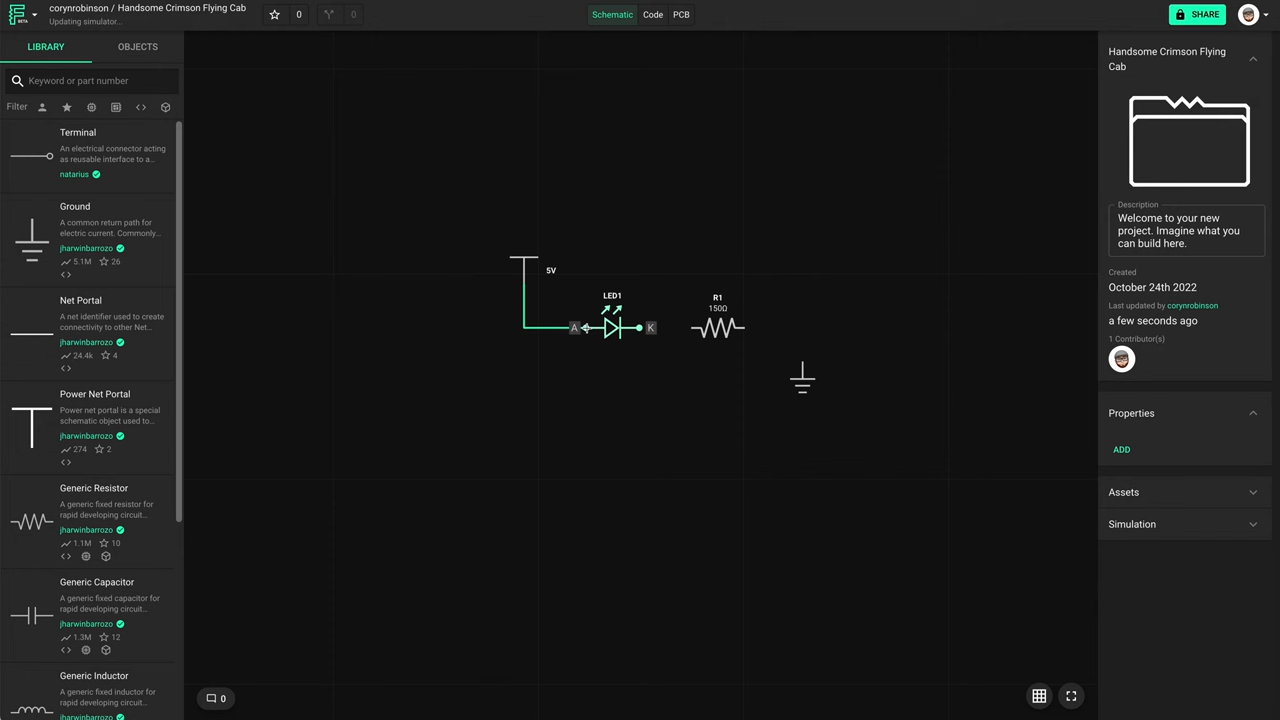 corynrobinson / Handsome Crimson Flying Cab
BETA
Updating simulator...
0
0
Schematic
Code
PCB
SHARE
LIBRARY
OBJECTS
Keyword or part number
Filter
Terminal
An electrical connector acting
as reusable interface to a...
natarius
Ground
A common return path for
electric current. Commonly...
jharwinbarrozo
5.1M
26
Net Portal
A net identifier used to create
connectivity to other Net...
jharwinbarrozo
24.4k
4
Power Net Portal
Power net portal is a special
schematic object used to...
jharwinbarrozo
274
2
Generic Resistor
A generic fixed resistor for
rapid developing circuit...
jharwinbarrozo
1.1M
10
Generic Capacitor
A generic fixed capacitor for
rapid developing circuit...
jharwinbarrozo
1.3M
12
Generic Inductor
A generic fixed inductor for
rapid developing circuit...
jharwinbarrozo
5V
LED1
A
K
R1
150Ω
0
Handsome Crimson Flying
Cab
Description
Welcome to your new
project. Imagine what you
can build here.
Created
October 24th 2022
Last updated by corynrobinson
a few seconds ago
1 Contributor(s)
Properties
ADD
Assets
Simulation